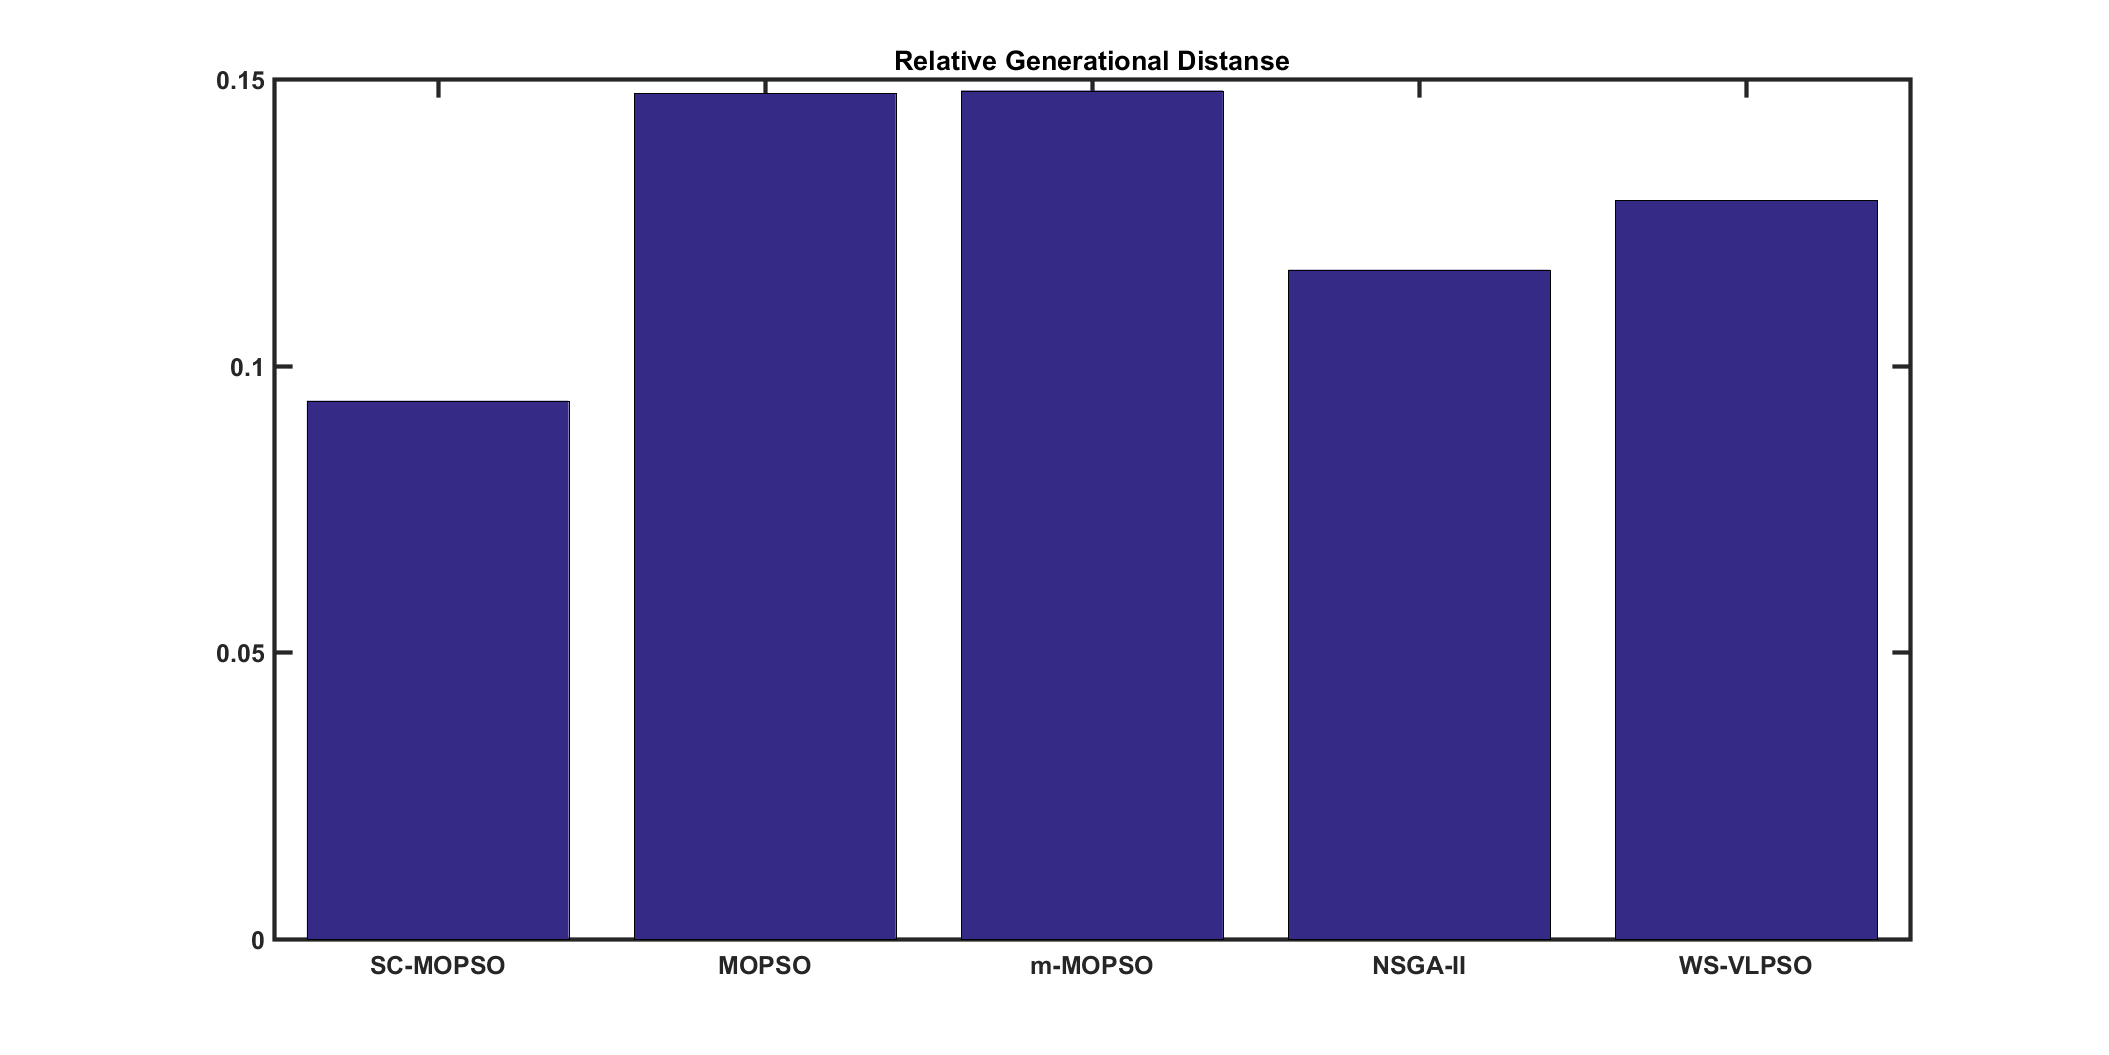 Relative Generational Distanse
0.15
0.1
0.05
0
SC-MOPSO MOPSO m-MOPSO NSGA-II WS-VLPSO